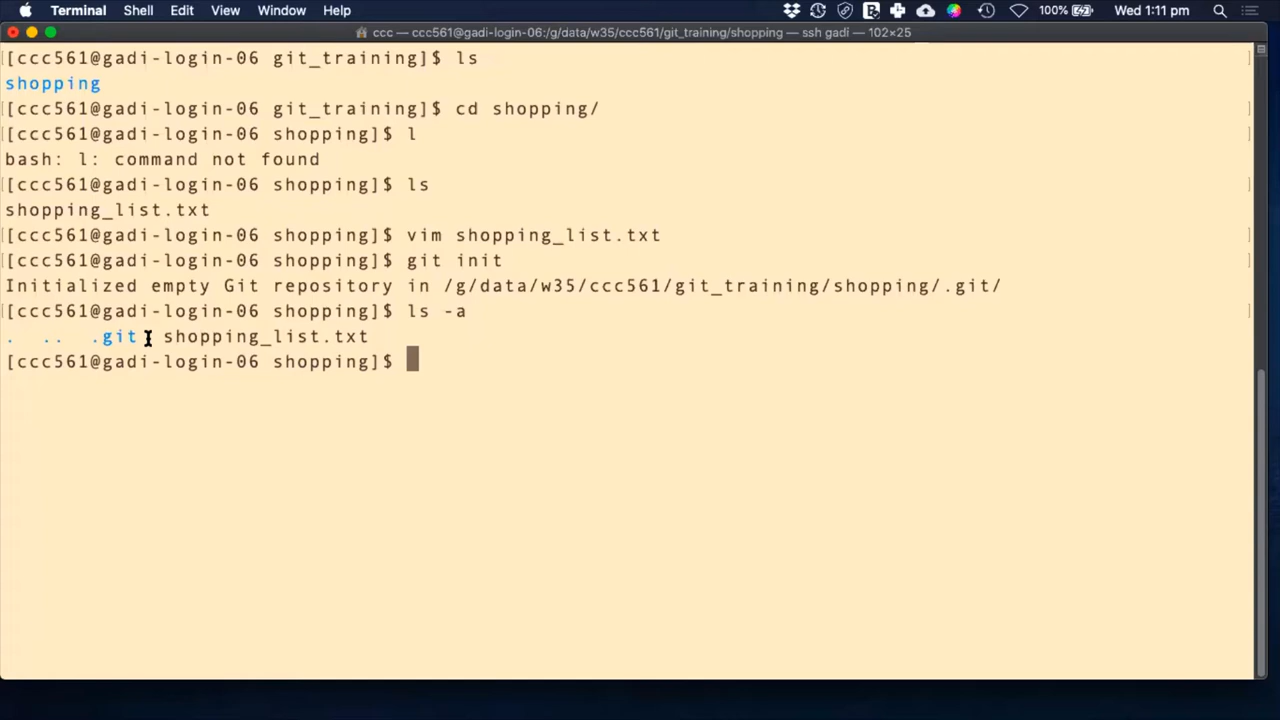 Terminal Shell Edit View Window Help 100% Wed 1:11 pm
ccc — ccc561@gadi-login-06:/g/data/w35/ccc561/git_training/shopping — ssh gadi — 102×25
[ccc561@gadi-login-06 git_training]$ ls
shopping
[ccc561@gadi-login-06 git_training]$ cd shopping/
[ccc561@gadi-login-06 shopping]$ l
bash: l: command not found
[ccc561@gadi-login-06 shopping]$ ls
shopping_list.txt
[ccc561@gadi-login-06 shopping]$ vim shopping_list.txt
[ccc561@gadi-login-06 shopping]$ git init
Initialized empty Git repository in /g/data/w35/ccc561/git_training/shopping/.git/
[ccc561@gadi-login-06 shopping]$ ls -a
. .. .git shopping_list.txt
[ccc561@gadi-login-06 shopping]$